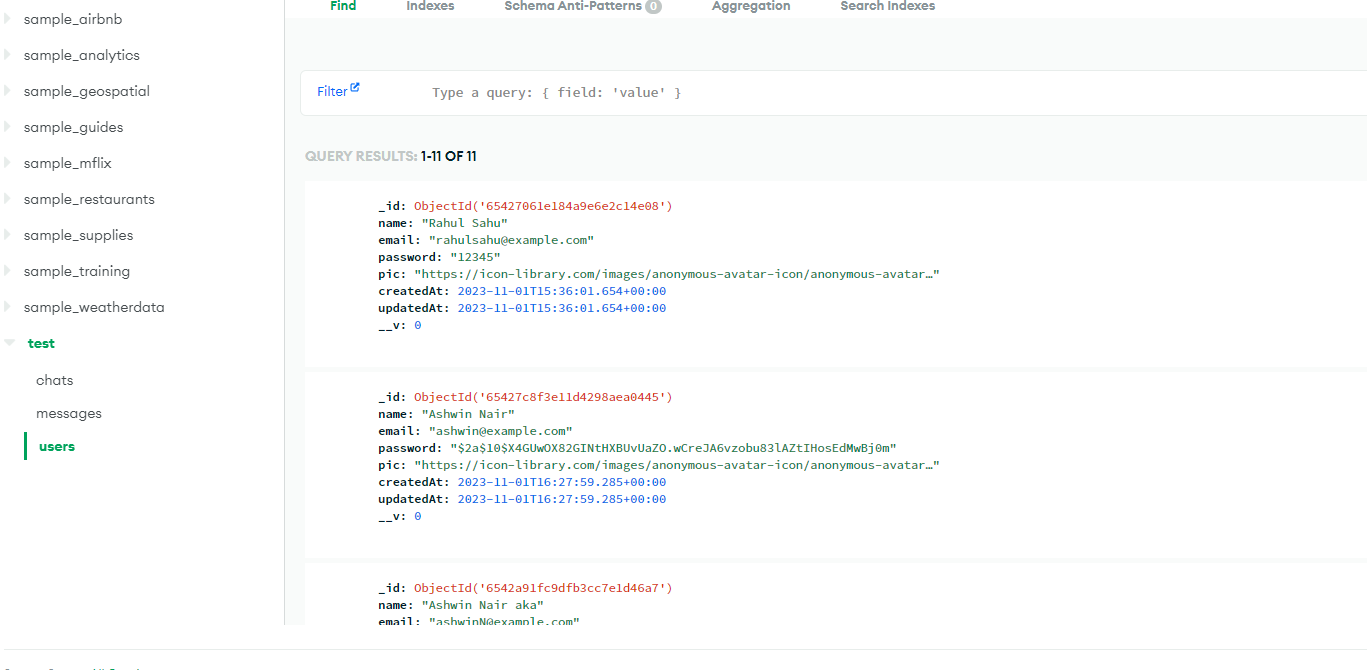 sample_airbnb
sample_analytics
sample_geospatial
sample_guides
sample_mflix
sample_restaurants
sample_supplies
sample_training
sample_weatherdata
test
chats
messages
users
Find Indexes Schema Anti-Patterns 0 Aggregation Search Indexes
Filter Type a query: { field: 'value' }
QUERY RESULTS: 1-11 OF 11
_id: ObjectId('65427061e184a9e6e2c14e08')
name: "Rahul Sahu"
email: "rahulsahu@example.com"
password: "12345"
pic: "https://icon-library.com/images/anonymous-avatar-icon/anonymous-avatar…"
createdAt: 2023-11-01T15:36:01.654+00:00
updatedAt: 2023-11-01T15:36:01.654+00:00
__v: 0
_id: ObjectId('65427c8f3e11d4298aea0445')
name: "Ashwin Nair"
email: "ashwin@example.com"
password: "$2a$10$X4GUwOX82GINtHXBUvUaZO.wCreJA6vzobu83lAZtIHosEdMwBj0m"
pic: "https://icon-library.com/images/anonymous-avatar-icon/anonymous-avatar…"
createdAt: 2023-11-01T16:27:59.285+00:00
updatedAt: 2023-11-01T16:27:59.285+00:00
__v: 0
_id: ObjectId('6542a91fc9dfb3cc7e1d46a7')
name: "Ashwin Nair aka"
email: "ashwinN@example.com"